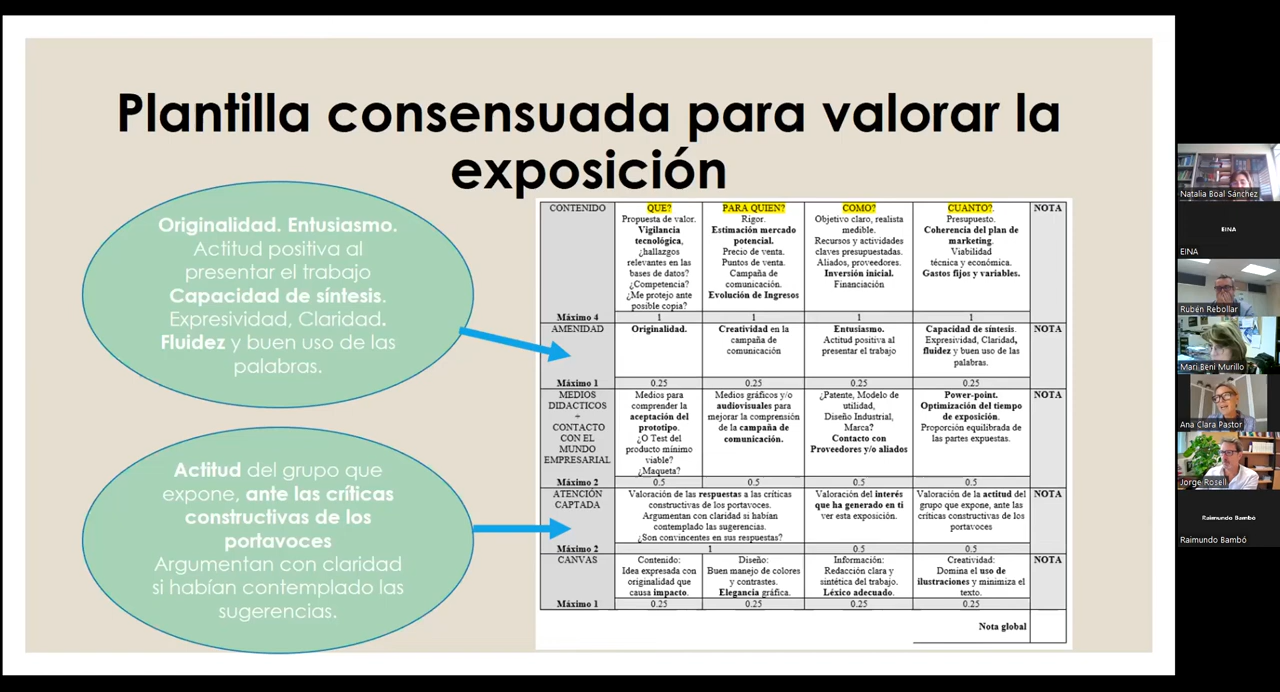 Plantilla consensuada para valorar la
exposición
Originalidad. Entusiasmo.
Actitud positiva al
presentar el trabajo
Capacidad de síntesis.
Expresividad, Claridad.
Fluidez y buen uso de las
palabras.
Actitud del grupo que
expone, ante las críticas
constructivas de los
portavoces
Argumentan con claridad
si habían contemplado las
sugerencias.
CONTENIDO
Máximo 4
QUE?
Propuesta de valor.
Vigilancia
tecnológica,
¿hallazgos
relevantes en las
bases de datos?
¿Competencia?
¿Me protejo ante
posible copia?
1
PARA QUIEN?
Rigor.
Estimación mercado
potencial.
Precio de venta.
Puntos de venta.
Campaña de
comunicación.
Evolución de Ingresos
1
COMO?
Objetivo claro, realista
medible.
Recursos y actividades
claves presupuestadas.
Aliados, proveedores.
Inversión inicial.
Financiación
1
CUANTO?.
Presupuesto.
Coherencia del plan de
marketing.
Viabilidad
técnica y económica.
Gastos fijos y variables.
1
NOTA
AMENIDAD
Máximo 1
Originalidad.
0.25
Creatividad en la
campaña de
comunicación
0.25
Entusiasmo.
Actitud positiva al
presentar el trabajo
0.25
Capacidad de síntesis.
Expresividad, Claridad,
fluidez y buen uso de las
palabras.
0.25
NOTA
MEDIOS
DIDACTICOS
+
CONTACTO
CON EL
MUNDO
EMPRESARIAL
Máximo 2
Medios para
comprender la
aceptación del
prototipo.
¿O Test del
producto mínimo
viable?
¿Maqueta?
0.5
Medios gráficos y/o
audiovisuales para
mejorar la comprensión
de la campaña de
comunicación.
0.5
¿Patente, Modelo de
utilidad,
Diseño Industrial,
Marca?
Contacto con
Proveedores y/o aliados
0.5
Power-point.
Optimización del tiempo
de exposición.
Proporción equilibrada de
las partes expuestas.
0.5
NOTA
ATENCIÓN
CAPTADA
Máximo 2
Valoración de las respuestas a las críticas
constructivas de los portavoces.
Argumentan con claridad si habían
contemplado las sugerencias.
¿Son convincentes en sus respuestas?
1
Valoración del interés
que ha generado en ti
ver esta exposición.
0.5
Valoración de la actitud del
grupo que expone, ante las
críticas constructivas de los
portavoces
0.5
NOTA
CANVAS
Máximo 1
Contenido:
Idea expresada con
originalidad que
causa impacto.
0.25
Diseño:
Buen manejo de colores
y contrastes.
Elegancia gráfica.
0.25
Información:
Redacción clara y
sintética del trabajo.
Léxico adecuado.
0.25
Creatividad:
Domina el uso de
ilustraciones y minimiza el
texto.
0.25
NOTA
Nota global
Natalia Boal Sánchez
EINA
EINA
Rubén Rebollar
Mari Beni Murillo
Ana Clara Pastor
Jorge Rosell
Raimundo Bambó
Raimundo Bambó